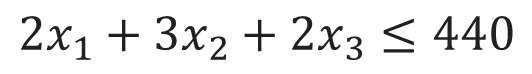 2x₁ + 3x₂ + 2x₃ ≤ 440